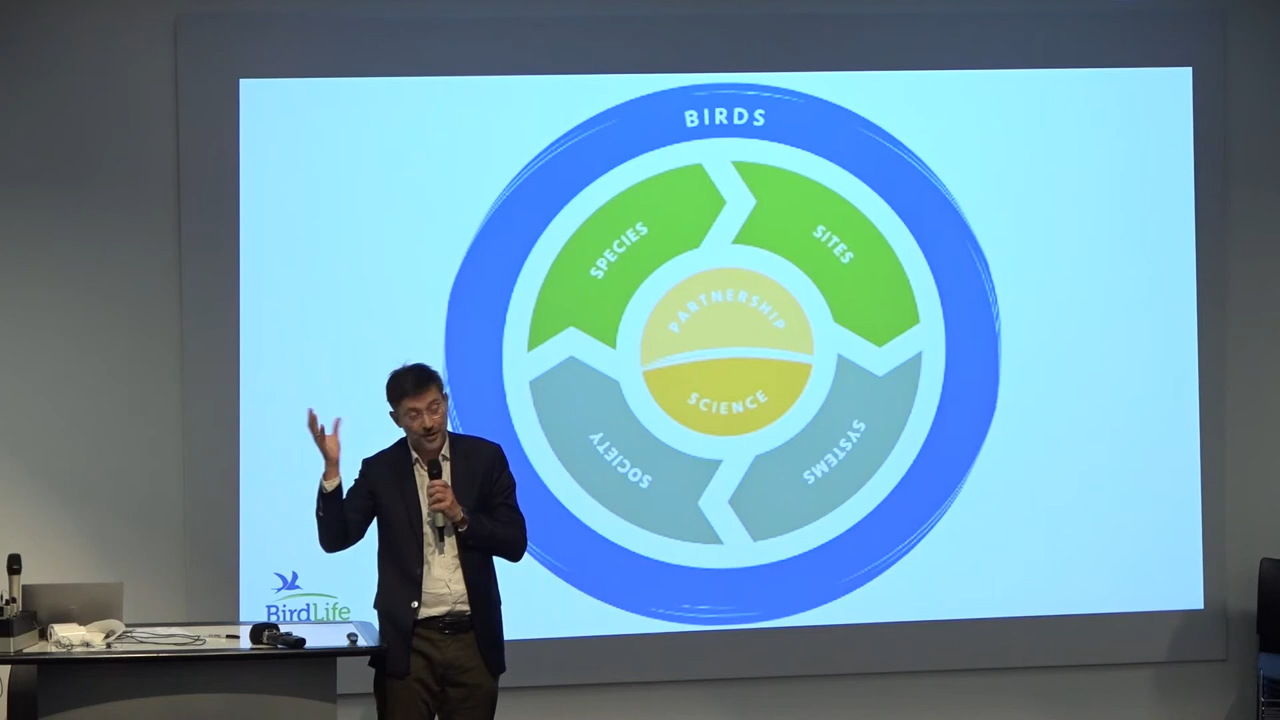 BIRDS
SPECIES
SITES
PARTNERSHIP
SCIENCE
SOCIETY
SYSTEMS
BirdLife